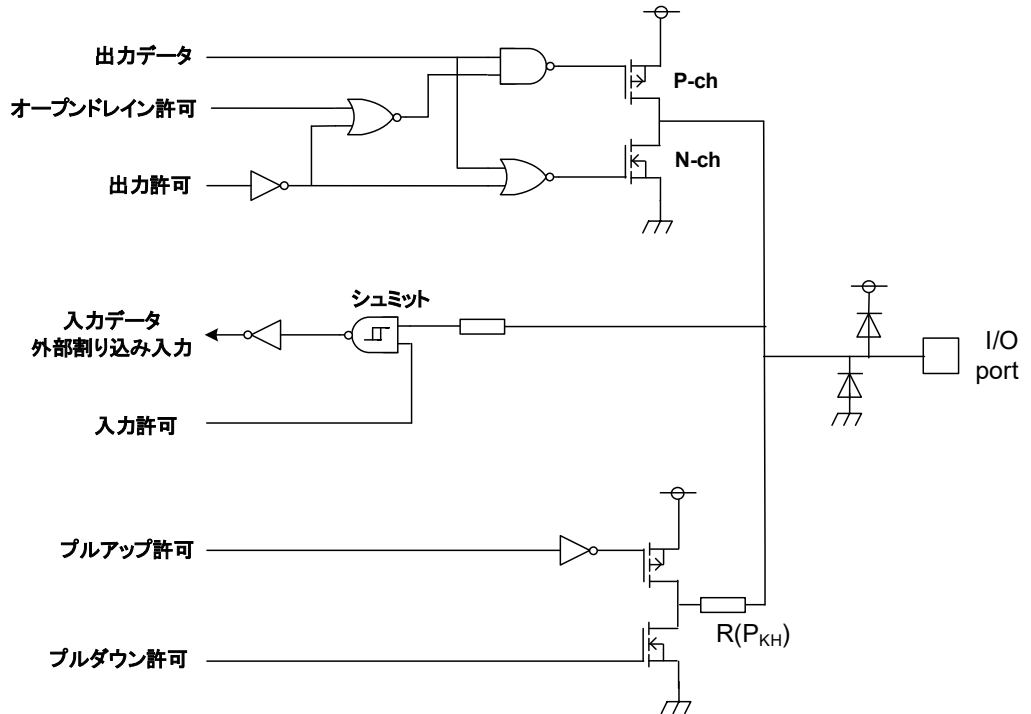 出力データ
P-ch
オープンドレイン許可
N-ch
出力許可
シュミット
入力データ
外部割り込み入力
I/O
port
入力許可
プルアップ許可
R(PKH)
プルダウン許可